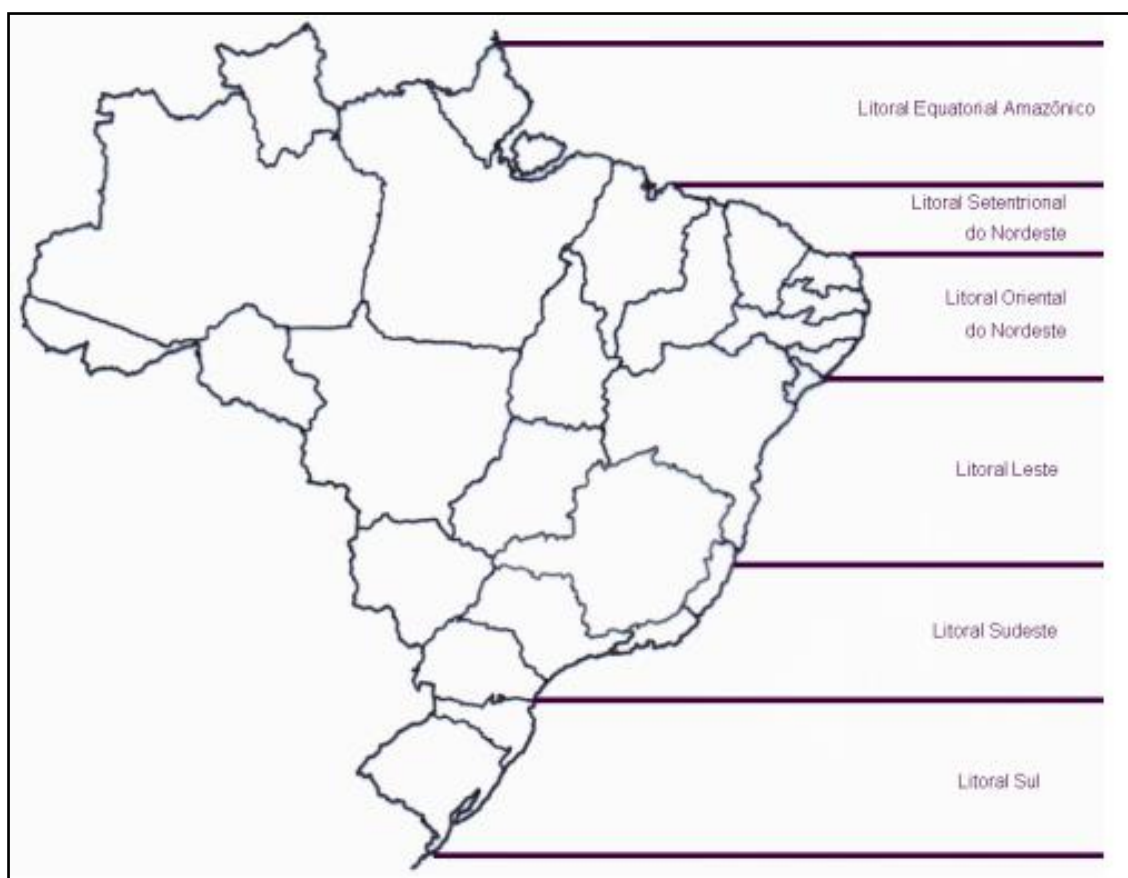 Litoral Equatorial Amazônico
Litoral Setentrional
do Nordeste
Litoral Oriental
do Nordeste
Litoral Leste
Litoral Sudeste
Litoral Sul